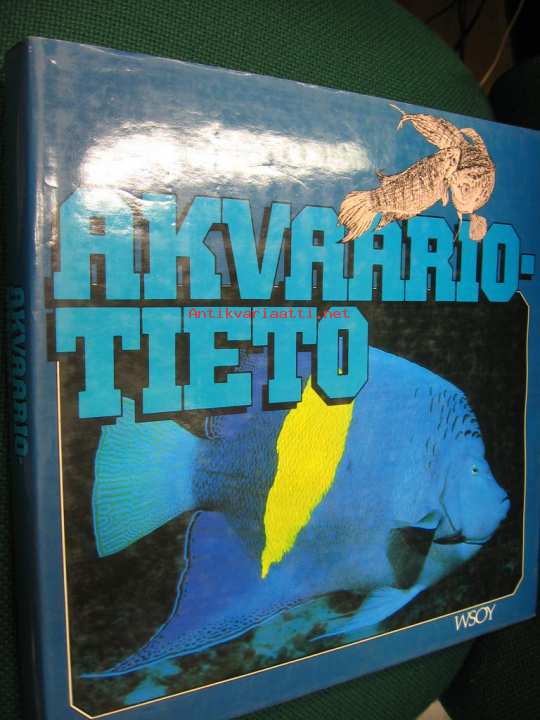 AKVAARIO-
TIETO
Antikvariaatti.net
WSOY
AKVAARIO-